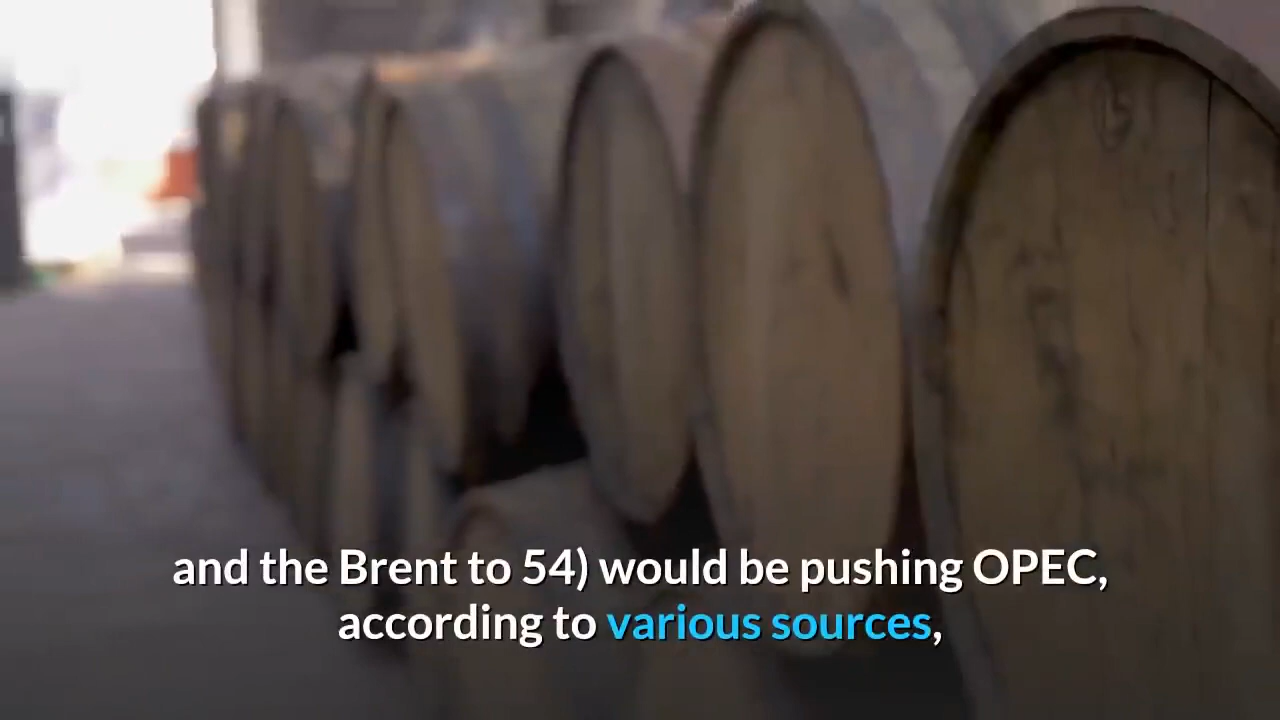 and the Brent to 54) would be pushing OPEC,
according to various sources,